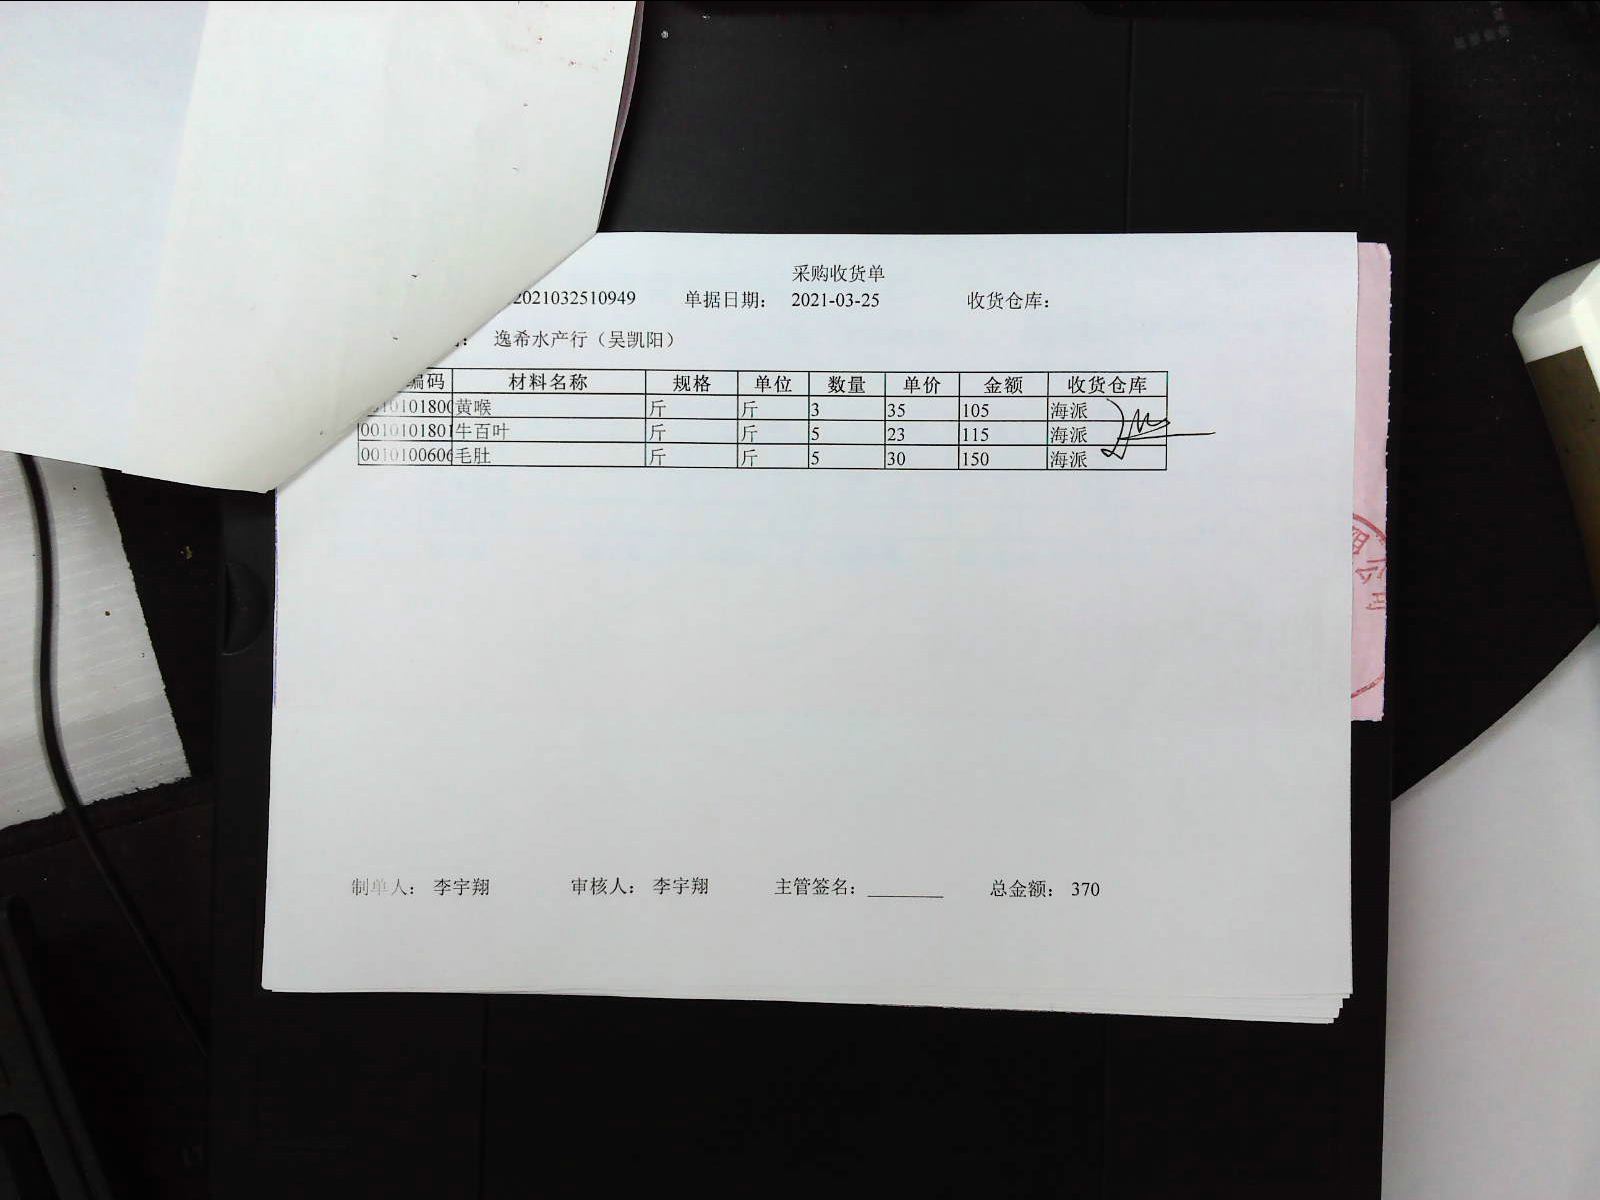 采购收货单
2021032510949 单据日期： 2021-03-25 收货仓库：
： 逸希水产行（吴凯阳）
编码 材料名称 规格 单位 数量 单价 金额 收货仓库
0101800 黄喉 斤 斤 3 35 105 海派
0010101801 牛百叶 斤 斤 5 23 115 海派
0010100606 毛肚 斤 斤 5 30 150 海派
制单人： 李宇翔 审核人： 李宇翔 主管签名： 总金额： 370
公司